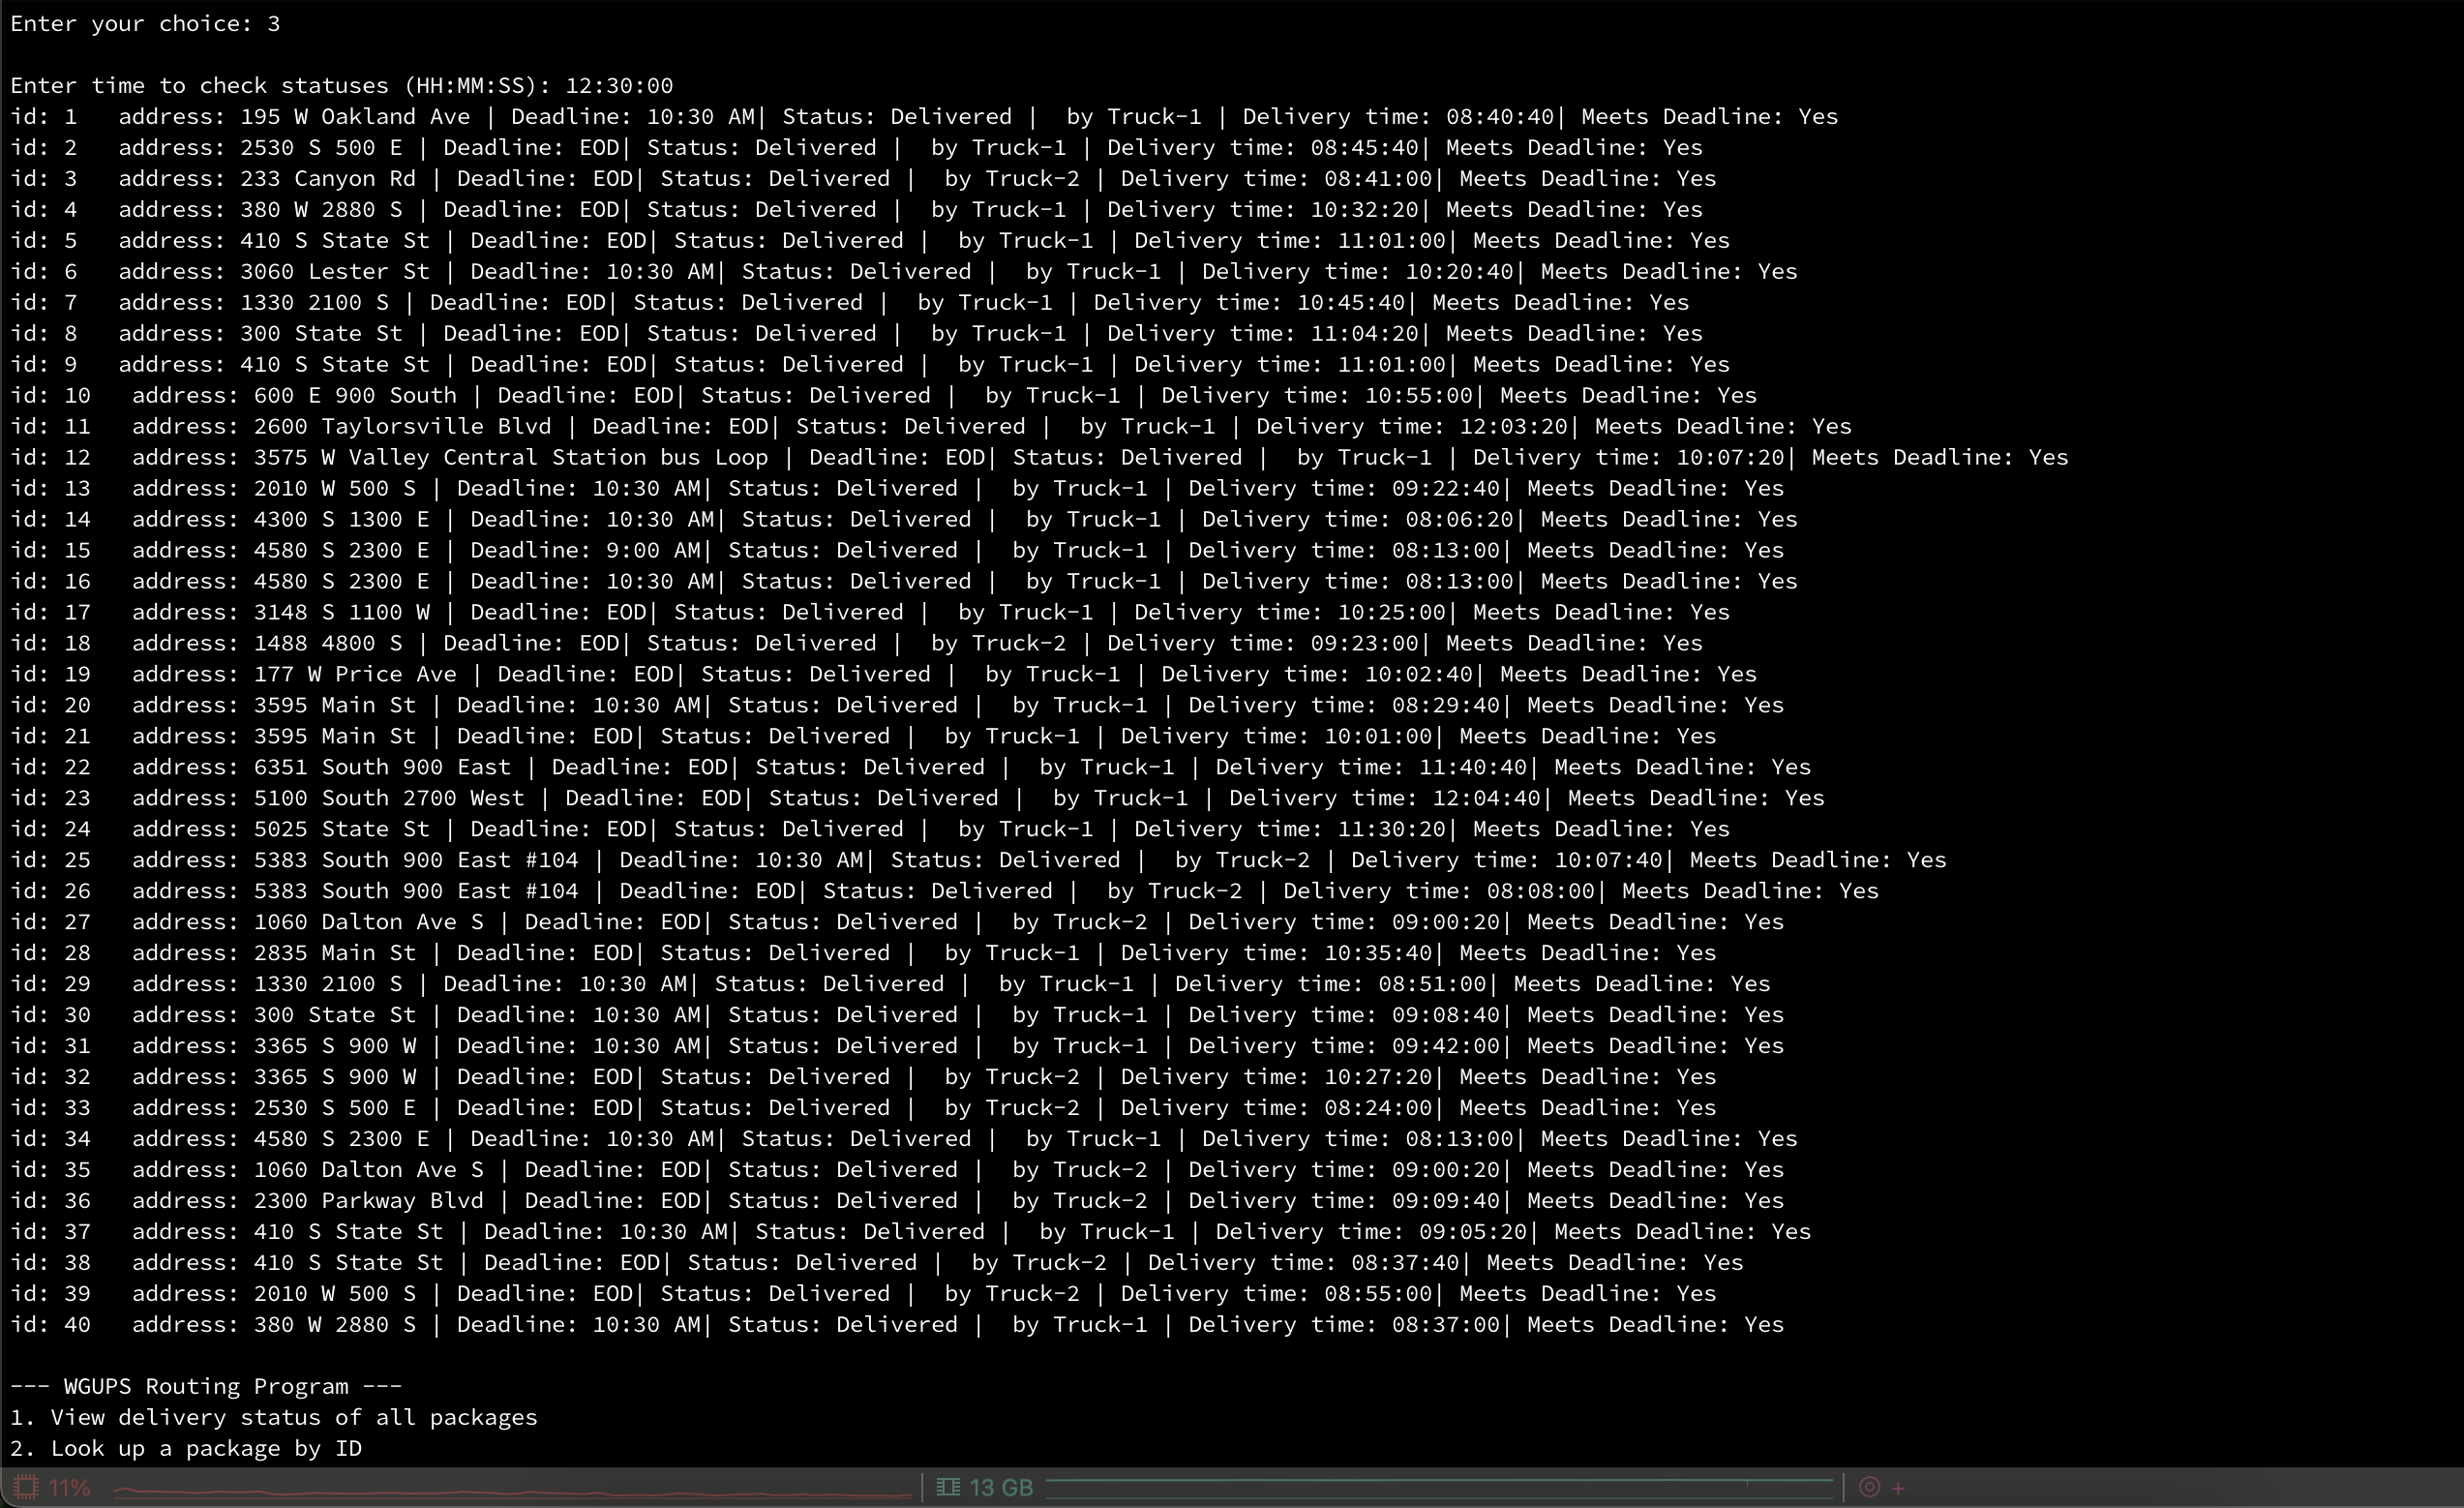 Enter your choice: 3
Enter time to check statuses (HH:MM:SS): 12:30:00
id: 1   address: 195 W Oakland Ave | Deadline: 10:30 AM| Status: Delivered |  by Truck-1 | Delivery time: 08:40:40| Meets Deadline: Yes
id: 2   address: 2530 S 500 E | Deadline: EOD| Status: Delivered |  by Truck-1 | Delivery time: 08:45:40| Meets Deadline: Yes
id: 3   address: 233 Canyon Rd | Deadline: EOD| Status: Delivered |  by Truck-2 | Delivery time: 08:41:00| Meets Deadline: Yes
id: 4   address: 380 W 2880 S | Deadline: EOD| Status: Delivered |  by Truck-1 | Delivery time: 10:32:20| Meets Deadline: Yes
id: 5   address: 410 S State St | Deadline: EOD| Status: Delivered |  by Truck-1 | Delivery time: 11:01:00| Meets Deadline: Yes
id: 6   address: 3060 Lester St | Deadline: 10:30 AM| Status: Delivered |  by Truck-1 | Delivery time: 10:20:40| Meets Deadline: Yes
id: 7   address: 1330 2100 S | Deadline: EOD| Status: Delivered |  by Truck-1 | Delivery time: 10:45:40| Meets Deadline: Yes
id: 8   address: 300 State St | Deadline: EOD| Status: Delivered |  by Truck-1 | Delivery time: 11:04:20| Meets Deadline: Yes
id: 9   address: 410 S State St | Deadline: EOD| Status: Delivered |  by Truck-1 | Delivery time: 11:01:00| Meets Deadline: Yes
id: 10   address: 600 E 900 South | Deadline: EOD| Status: Delivered |  by Truck-1 | Delivery time: 10:55:00| Meets Deadline: Yes
id: 11   address: 2600 Taylorsville Blvd | Deadline: EOD| Status: Delivered |  by Truck-1 | Delivery time: 12:03:20| Meets Deadline: Yes
id: 12   address: 3575 W Valley Central Station bus Loop | Deadline: EOD| Status: Delivered |  by Truck-1 | Delivery time: 10:07:20| Meets Deadline: Yes
id: 13   address: 2010 W 500 S | Deadline: 10:30 AM| Status: Delivered |  by Truck-1 | Delivery time: 09:22:40| Meets Deadline: Yes
id: 14   address: 4300 S 1300 E | Deadline: 10:30 AM| Status: Delivered |  by Truck-1 | Delivery time: 08:06:20| Meets Deadline: Yes
id: 15   address: 4580 S 2300 E | Deadline: 9:00 AM| Status: Delivered |  by Truck-1 | Delivery time: 08:13:00| Meets Deadline: Yes
id: 16   address: 4580 S 2300 E | Deadline: 10:30 AM| Status: Delivered |  by Truck-1 | Delivery time: 08:13:00| Meets Deadline: Yes
id: 17   address: 3148 S 1100 W | Deadline: EOD| Status: Delivered |  by Truck-1 | Delivery time: 10:25:00| Meets Deadline: Yes
id: 18   address: 1488 4800 S | Deadline: EOD| Status: Delivered |  by Truck-2 | Delivery time: 09:23:00| Meets Deadline: Yes
id: 19   address: 177 W Price Ave | Deadline: EOD| Status: Delivered |  by Truck-1 | Delivery time: 10:02:40| Meets Deadline: Yes
id: 20   address: 3595 Main St | Deadline: 10:30 AM| Status: Delivered |  by Truck-1 | Delivery time: 08:29:40| Meets Deadline: Yes
id: 21   address: 3595 Main St | Deadline: EOD| Status: Delivered |  by Truck-1 | Delivery time: 10:01:00| Meets Deadline: Yes
id: 22   address: 6351 South 900 East | Deadline: EOD| Status: Delivered |  by Truck-1 | Delivery time: 11:40:40| Meets Deadline: Yes
id: 23   address: 5100 South 2700 West | Deadline: EOD| Status: Delivered |  by Truck-1 | Delivery time: 12:04:40| Meets Deadline: Yes
id: 24   address: 5025 State St | Deadline: EOD| Status: Delivered |  by Truck-1 | Delivery time: 11:30:20| Meets Deadline: Yes
id: 25   address: 5383 South 900 East #104 | Deadline: 10:30 AM| Status: Delivered |  by Truck-2 | Delivery time: 10:07:40| Meets Deadline: Yes
id: 26   address: 5383 South 900 East #104 | Deadline: EOD| Status: Delivered |  by Truck-2 | Delivery time: 08:08:00| Meets Deadline: Yes
id: 27   address: 1060 Dalton Ave S | Deadline: EOD| Status: Delivered |  by Truck-2 | Delivery time: 09:00:20| Meets Deadline: Yes
id: 28   address: 2835 Main St | Deadline: EOD| Status: Delivered |  by Truck-1 | Delivery time: 10:35:40| Meets Deadline: Yes
id: 29   address: 1330 2100 S | Deadline: 10:30 AM| Status: Delivered |  by Truck-1 | Delivery time: 08:51:00| Meets Deadline: Yes
id: 30   address: 300 State St | Deadline: 10:30 AM| Status: Delivered |  by Truck-1 | Delivery time: 09:08:40| Meets Deadline: Yes
id: 31   address: 3365 S 900 W | Deadline: 10:30 AM| Status: Delivered |  by Truck-1 | Delivery time: 09:42:00| Meets Deadline: Yes
id: 32   address: 3365 S 900 W | Deadline: EOD| Status: Delivered |  by Truck-2 | Delivery time: 10:27:20| Meets Deadline: Yes
id: 33   address: 2530 S 500 E | Deadline: EOD| Status: Delivered |  by Truck-2 | Delivery time: 08:24:00| Meets Deadline: Yes
id: 34   address: 4580 S 2300 E | Deadline: 10:30 AM| Status: Delivered |  by Truck-1 | Delivery time: 08:13:00| Meets Deadline: Yes
id: 35   address: 1060 Dalton Ave S | Deadline: EOD| Status: Delivered |  by Truck-2 | Delivery time: 09:00:20| Meets Deadline: Yes
id: 36   address: 2300 Parkway Blvd | Deadline: EOD| Status: Delivered |  by Truck-2 | Delivery time: 09:09:40| Meets Deadline: Yes
id: 37   address: 410 S State St | Deadline: 10:30 AM| Status: Delivered |  by Truck-1 | Delivery time: 09:05:20| Meets Deadline: Yes
id: 38   address: 410 S State St | Deadline: EOD| Status: Delivered |  by Truck-2 | Delivery time: 08:37:40| Meets Deadline: Yes
id: 39   address: 2010 W 500 S | Deadline: EOD| Status: Delivered |  by Truck-2 | Delivery time: 08:55:00| Meets Deadline: Yes
id: 40   address: 380 W 2880 S | Deadline: 10:30 AM| Status: Delivered |  by Truck-1 | Delivery time: 08:37:00| Meets Deadline: Yes
--- WGUPS Routing Program ---
1. View delivery status of all packages
2. Look up a package by ID
11% 13 GB +